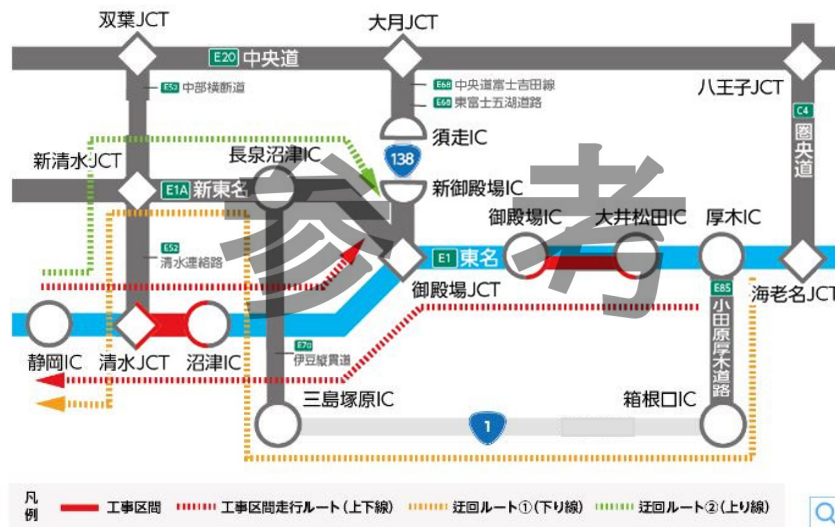 双葉JCT
大月JCT
E20 中央道
E52 中部横断道
E68 中央道富士吉田線
E68 東富士五湖道路
八王子JCT
C4
圏央道
須走IC
138
新清水JCT
長泉沼津IC
E1A 新東名
新御殿場IC
御殿場IC
大井松田IC
厚木IC
E52
清水連絡路
E1 東名
御殿場JCT
海老名JCT
E85
小田原厚木道路
静岡IC
清水JCT
沼津IC
E70
伊豆縦貫道
三島塚原IC
1
箱根口IC
参考
凡例
工事区間
工事区間走行ルート(上下線)
迂回ルート①(下り線)
迂回ルート②(上り線)